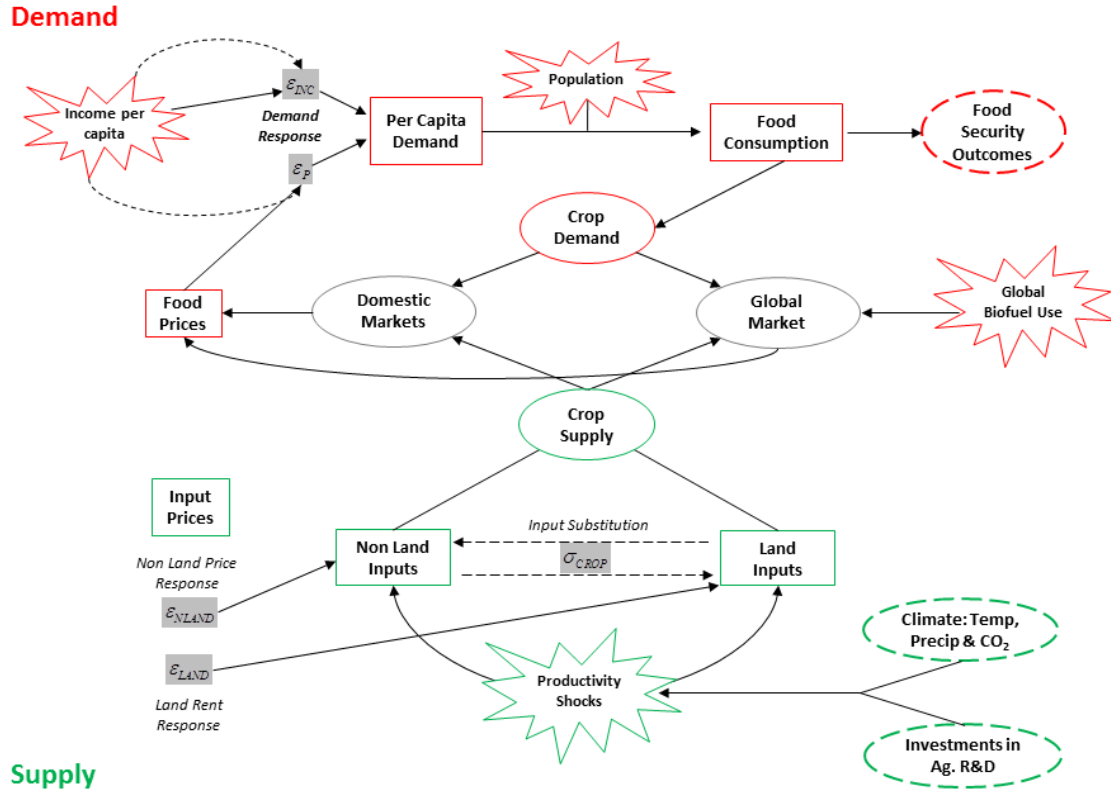 Demand
Income per
capita
ε_INC
Demand
Response
ε_P
Per Capita
Demand
Population
Food
Consumption
Food
Security
Outcomes
Crop
Demand
Food
Prices
Domestic
Markets
Global
Market
Global
Biofuel Use
Crop
Supply
Input
Prices
Non Land Price
Response
ε_NLAND
Non Land
Inputs
Input Substitution
σ_CROP
Land
Inputs
ε_LAND
Land Rent
Response
Productivity
Shocks
Climate: Temp,
Precip & CO₂
Investments in
Ag. R&D
Supply